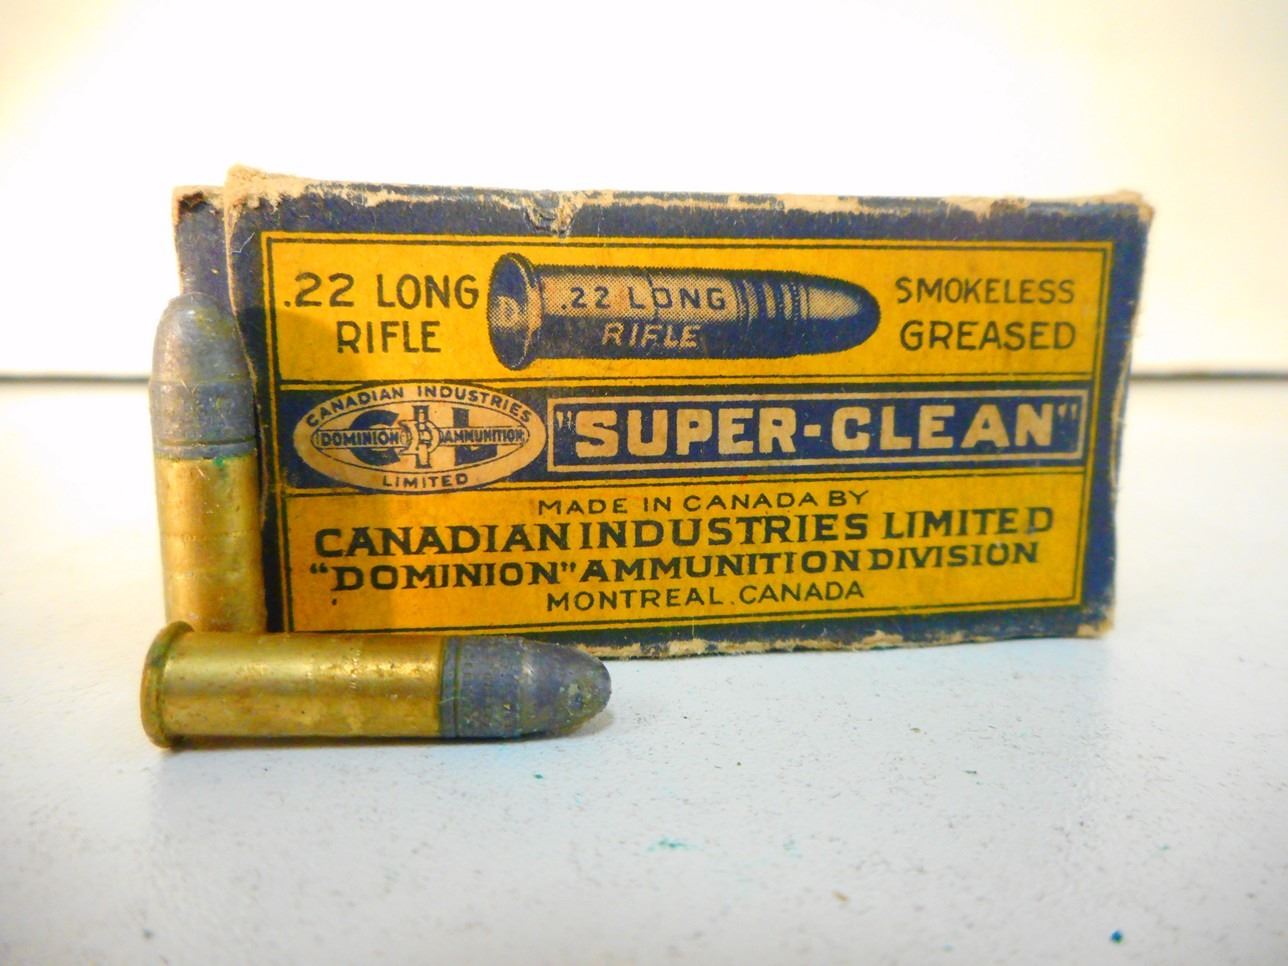 .22 LONG
RIFLE
D
.22 LONG
RIFLE
SMOKELESS
GREASED
CANADIAN INDUSTRIES
CIL
DOMINION D AMMUNITION
LIMITED
"SUPER-CLEAN"
MADE IN CANADA BY
CANADIAN INDUSTRIES LIMITED
"DOMINION" AMMUNITION DIVISION
MONTREAL, CANADA